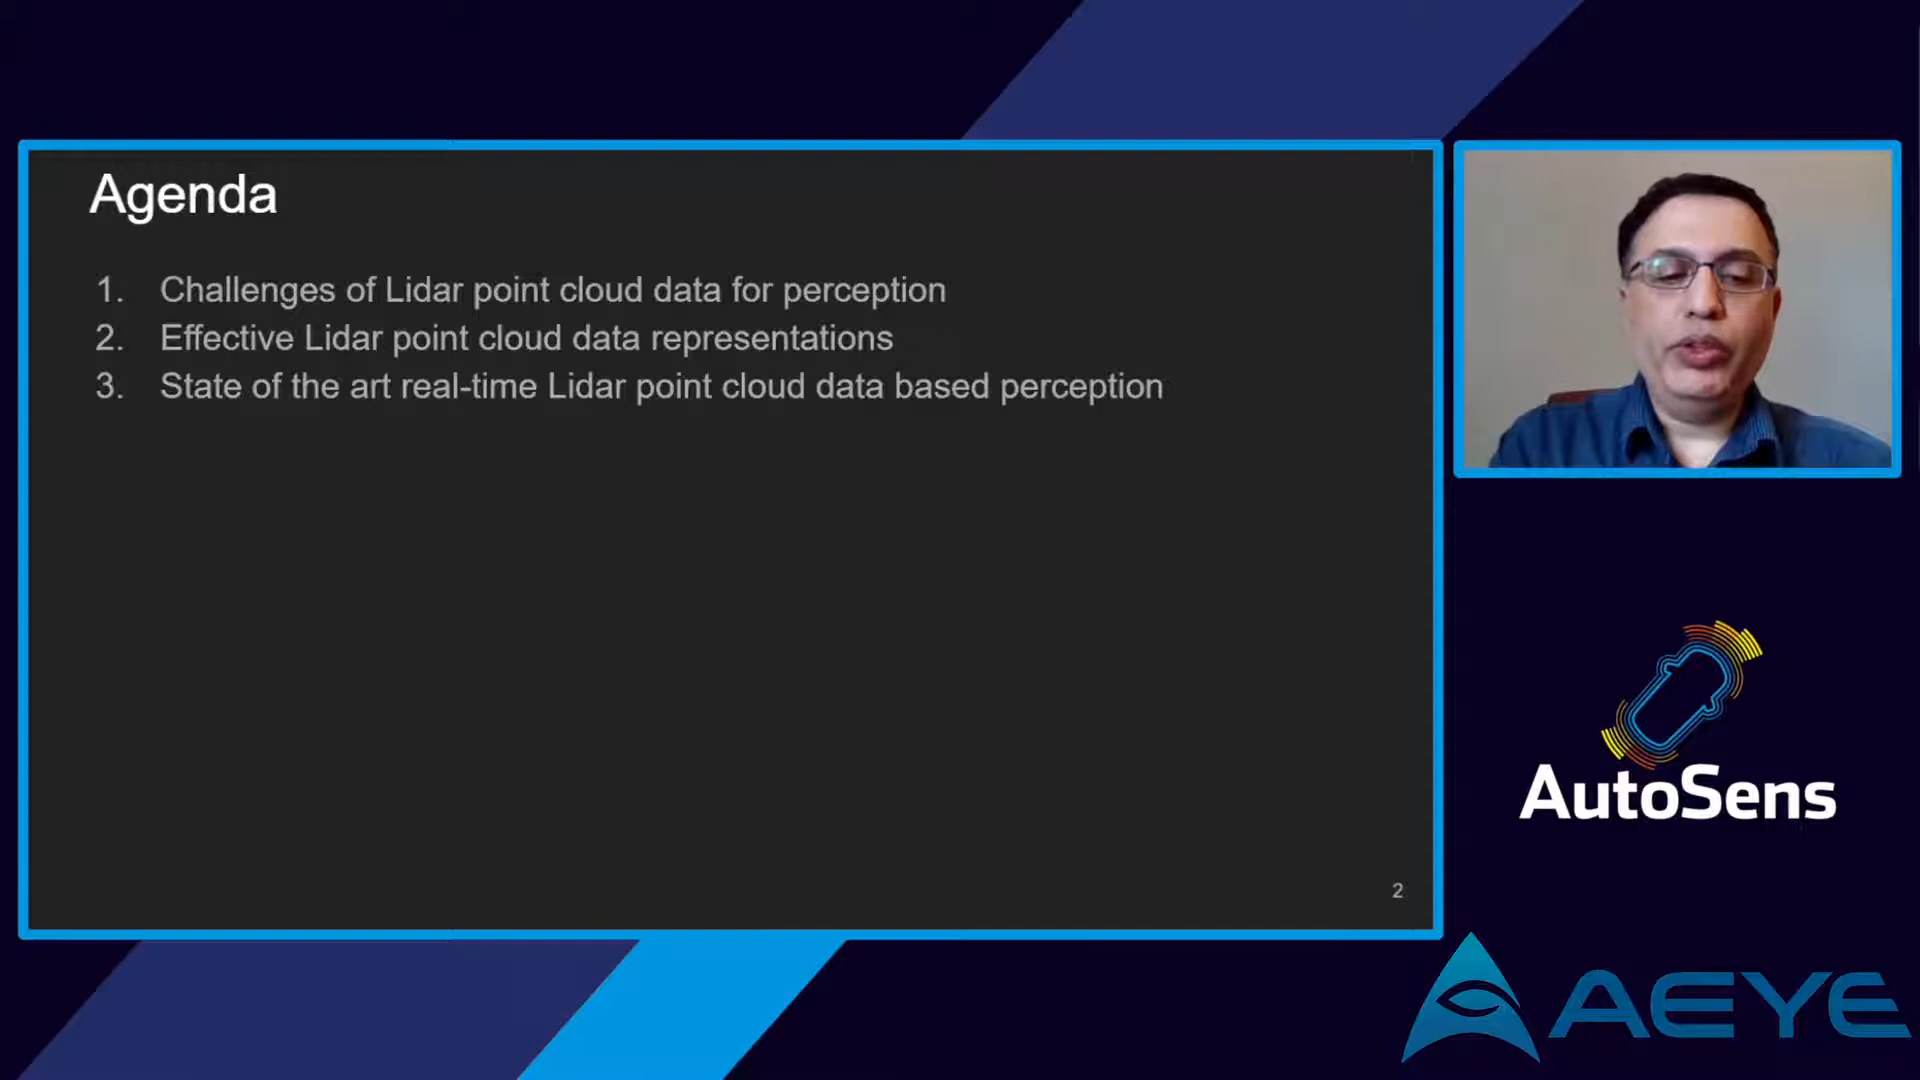 Agenda
1. Challenges of Lidar point cloud data for perception
2. Effective Lidar point cloud data representations
3. State of the art real-time Lidar point cloud data based perception
2
AutoSens
AEYE